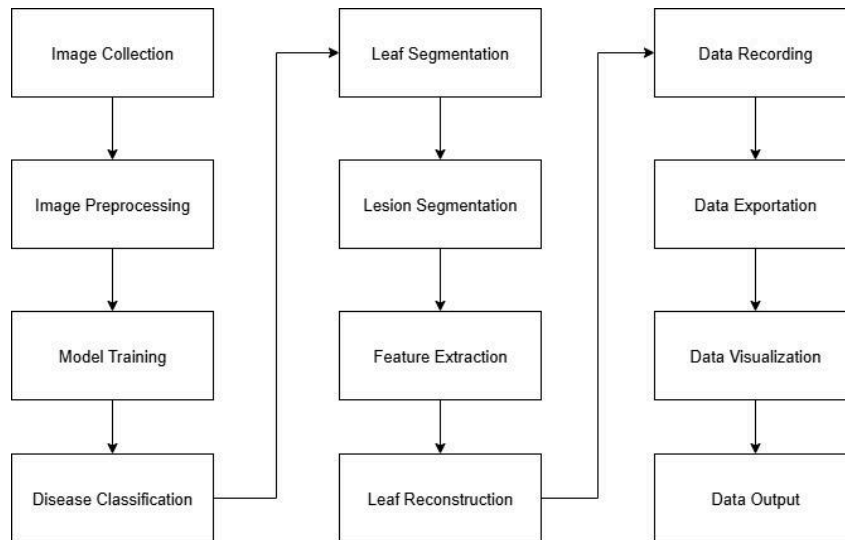 Image Collection
Image Preprocessing
Model Training
Disease Classification
Leaf Segmentation
Lesion Segmentation
Feature Extraction
Leaf Reconstruction
Data Recording
Data Exportation
Data Visualization
Data Output